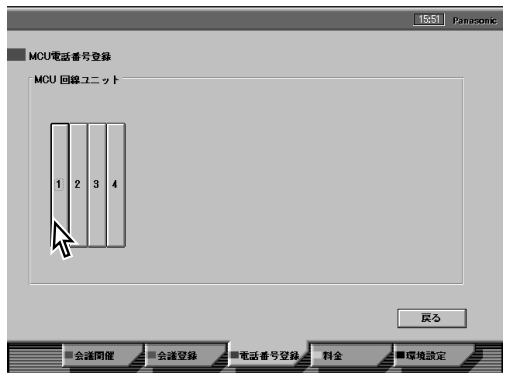 15:51 Panasonic
MCU電話番号登録
MCU 回線ユニット
1 2 3 4
戻る
会議開催 会議登録 電話番号登録 料金 環境設定